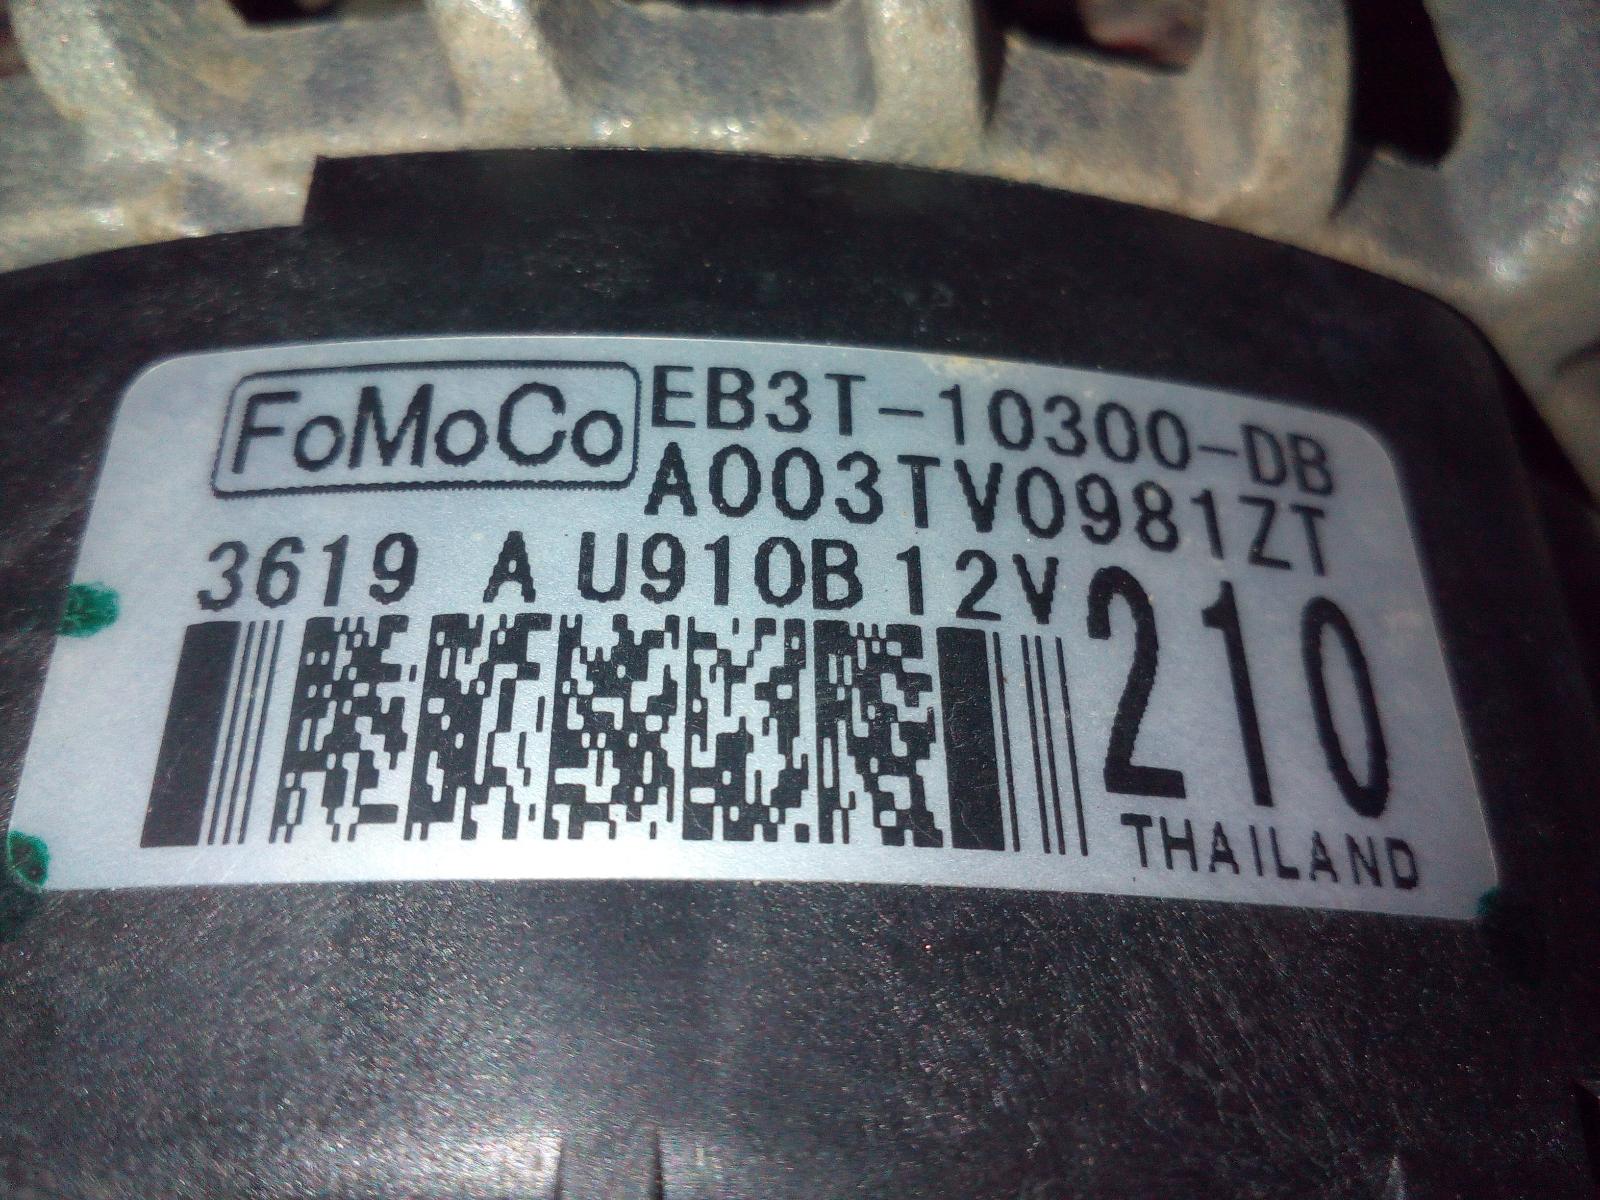 FoMoCo EB3T-10300-DB
A003TV0981ZT
3619 A U910B 12V
210
THAILAND